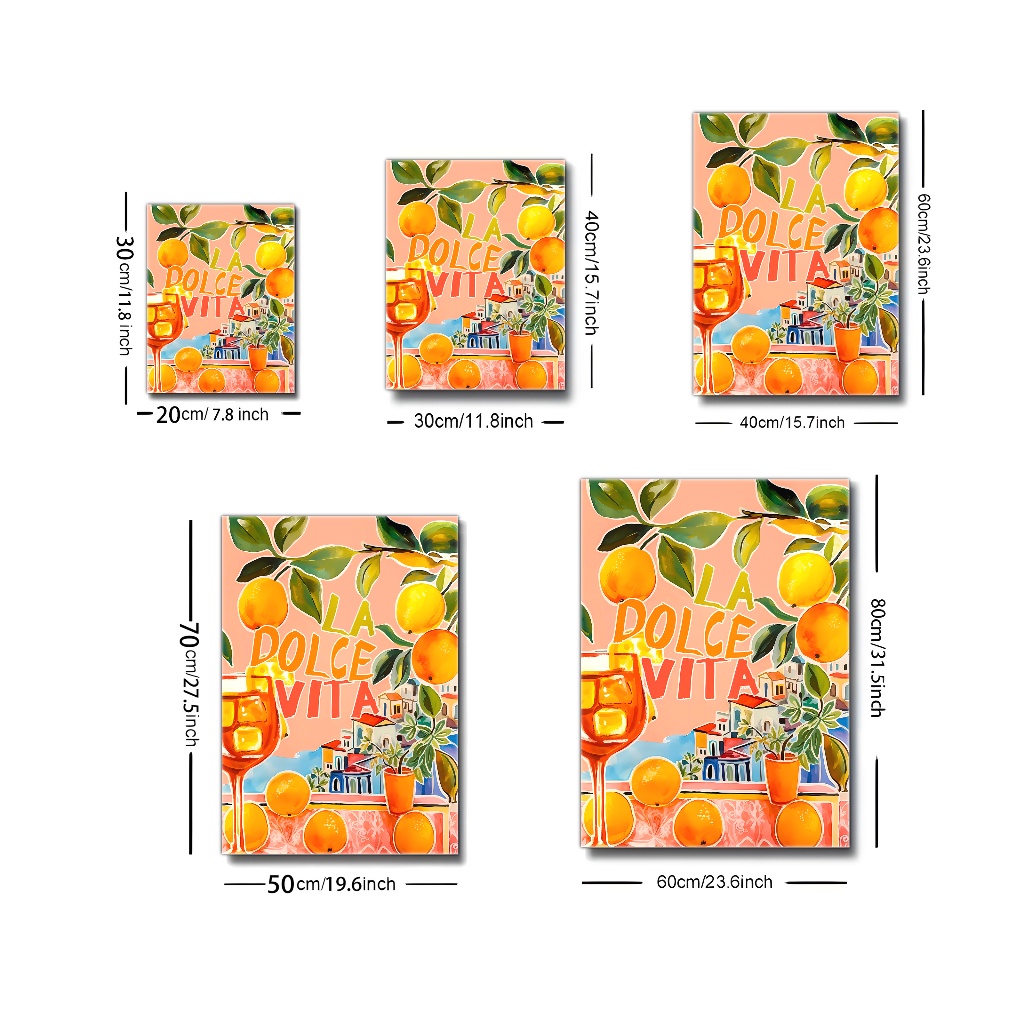 LA
DOLCE
VITA
30cm/11.8 inch
20cm/ 7.8 inch
LA
DOLCE
VITA
40cm/15.7inch
30cm/11.8inch
LA
DOLCE
VITA
60cm/23.6inch
40cm/15.7inch
LA
DOLCE
VITA
70cm/27.5inch
50cm/19.6inch
LA
DOLCE
VITA
80cm/31.5inch
60cm/23.6inch